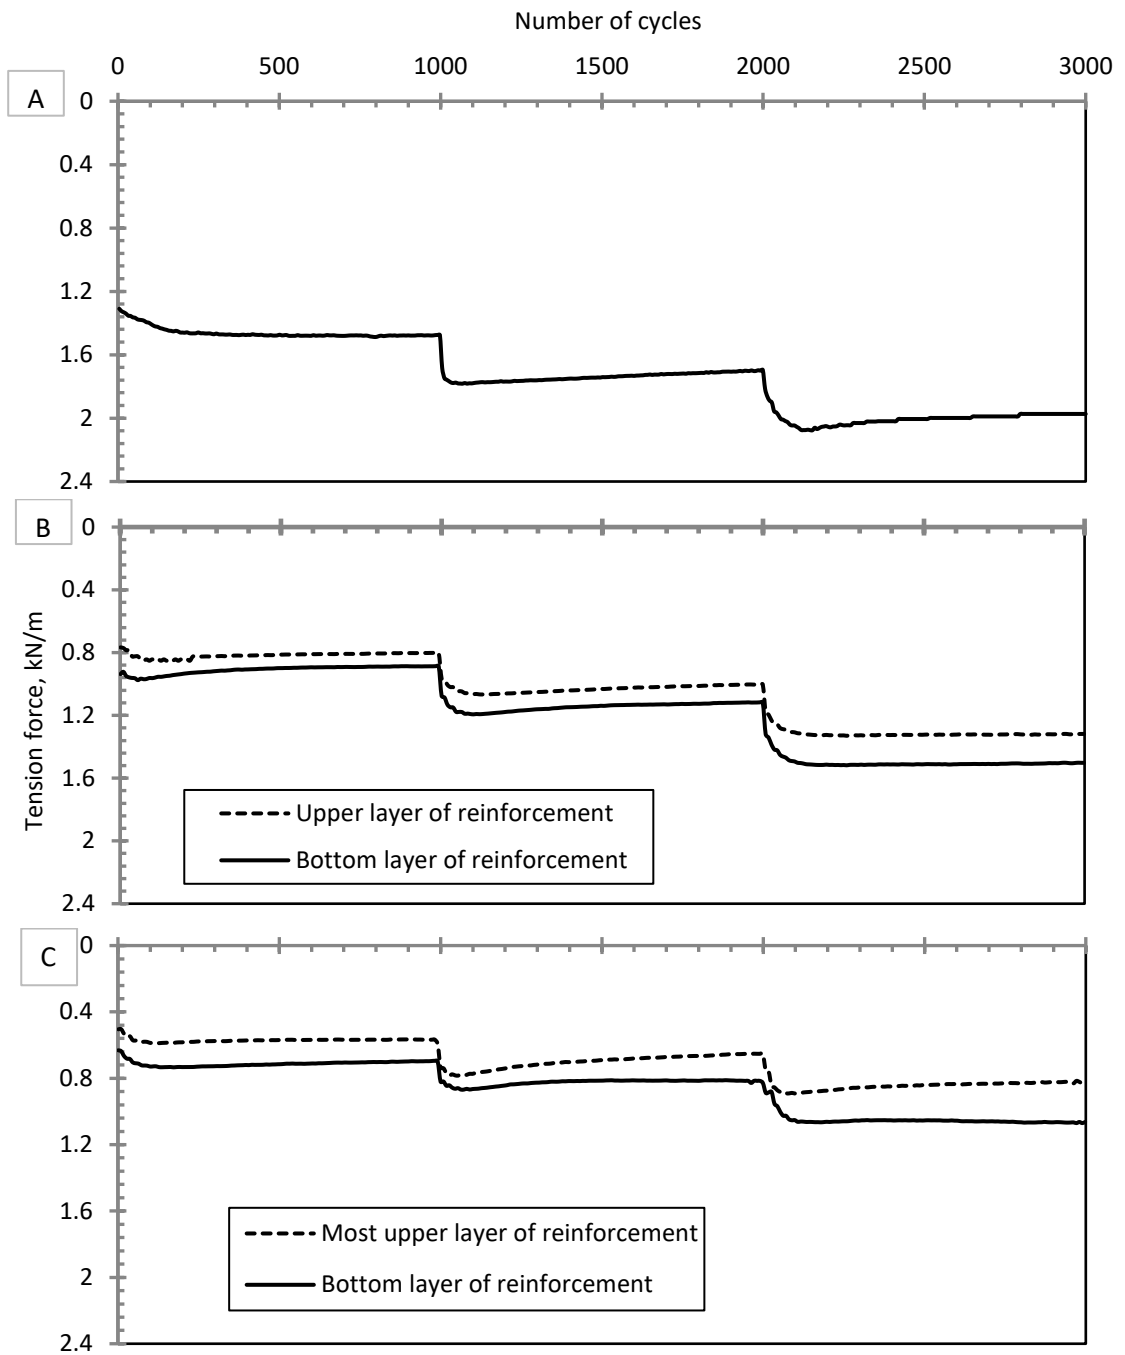 Number of cycles
0 500 1000 1500 2000 2500 3000
A
0
0.4
0.8
1.2
1.6
2
2.4
B
0
0.4
0.8
1.2
1.6
2
2.4
Tension force, kN/m
Upper layer of reinforcement
Bottom layer of reinforcement
C
0
0.4
0.8
1.2
1.6
2
2.4
Most upper layer of reinforcement
Bottom layer of reinforcement